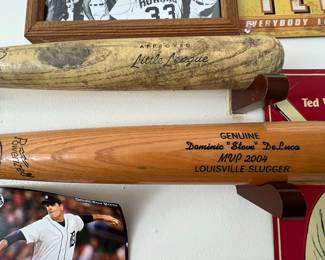 33
EVERYBODY
APPROVED
Little League
Ted
GENUINE
Dominic "Steve" DeLuca
MVP 2004
LOUISVILLE SLUGGER